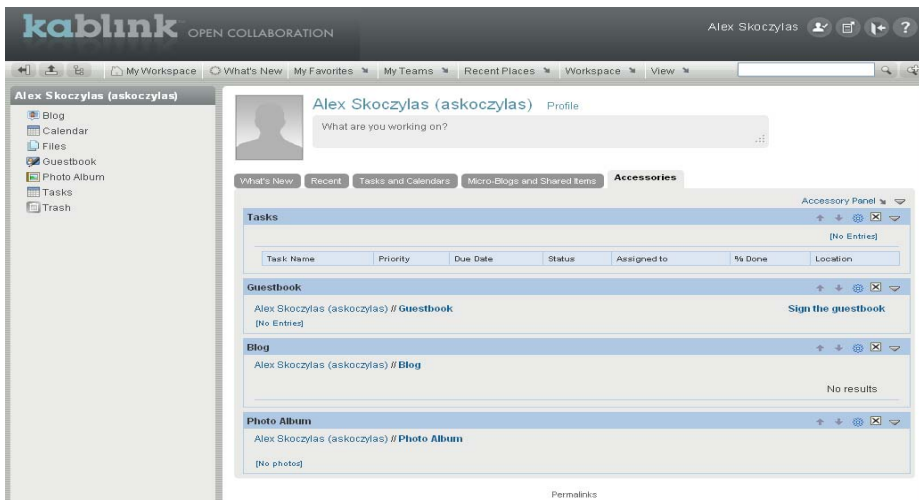 kablink OPEN COLLABORATION
Alex Skoczylas
?
My Workspace What's New My Favorites My Teams Recent Places Workspace View
Alex Skoczylas (askoczylas)
Blog
Calendar
Files
Guestbook
Photo Album
Tasks
Trash
Alex Skoczylas (askoczylas) Profile
What are you working on?
What's New Recent Tasks and Calendars Micro-Blogs and Shared Items Accessories
Accessory Panel
Tasks
[No Entries]
Task Name Priority Due Date Status Assigned to % Done Location
Guestbook
Alex Skoczylas (askoczylas) // Guestbook Sign the guestbook
[No Entries]
Blog
Alex Skoczylas (askoczylas) // Blog
No results
Photo Album
Alex Skoczylas (askoczylas) // Photo Album
[No photos]
Permalinks